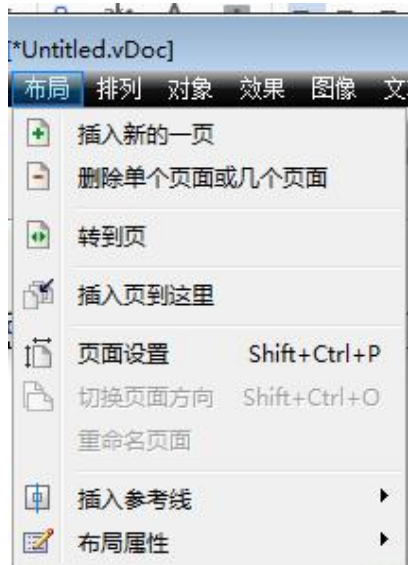 [*Untitled.vDoc]
布局 排列 对象 效果 图像
插入新的一页
删除单个页面或几个页面
转到页
插入页到这里
页面设置 Shift+Ctrl+P
切换页面方向 Shift+Ctrl+O
重命名页面
插入参考线
布局属性